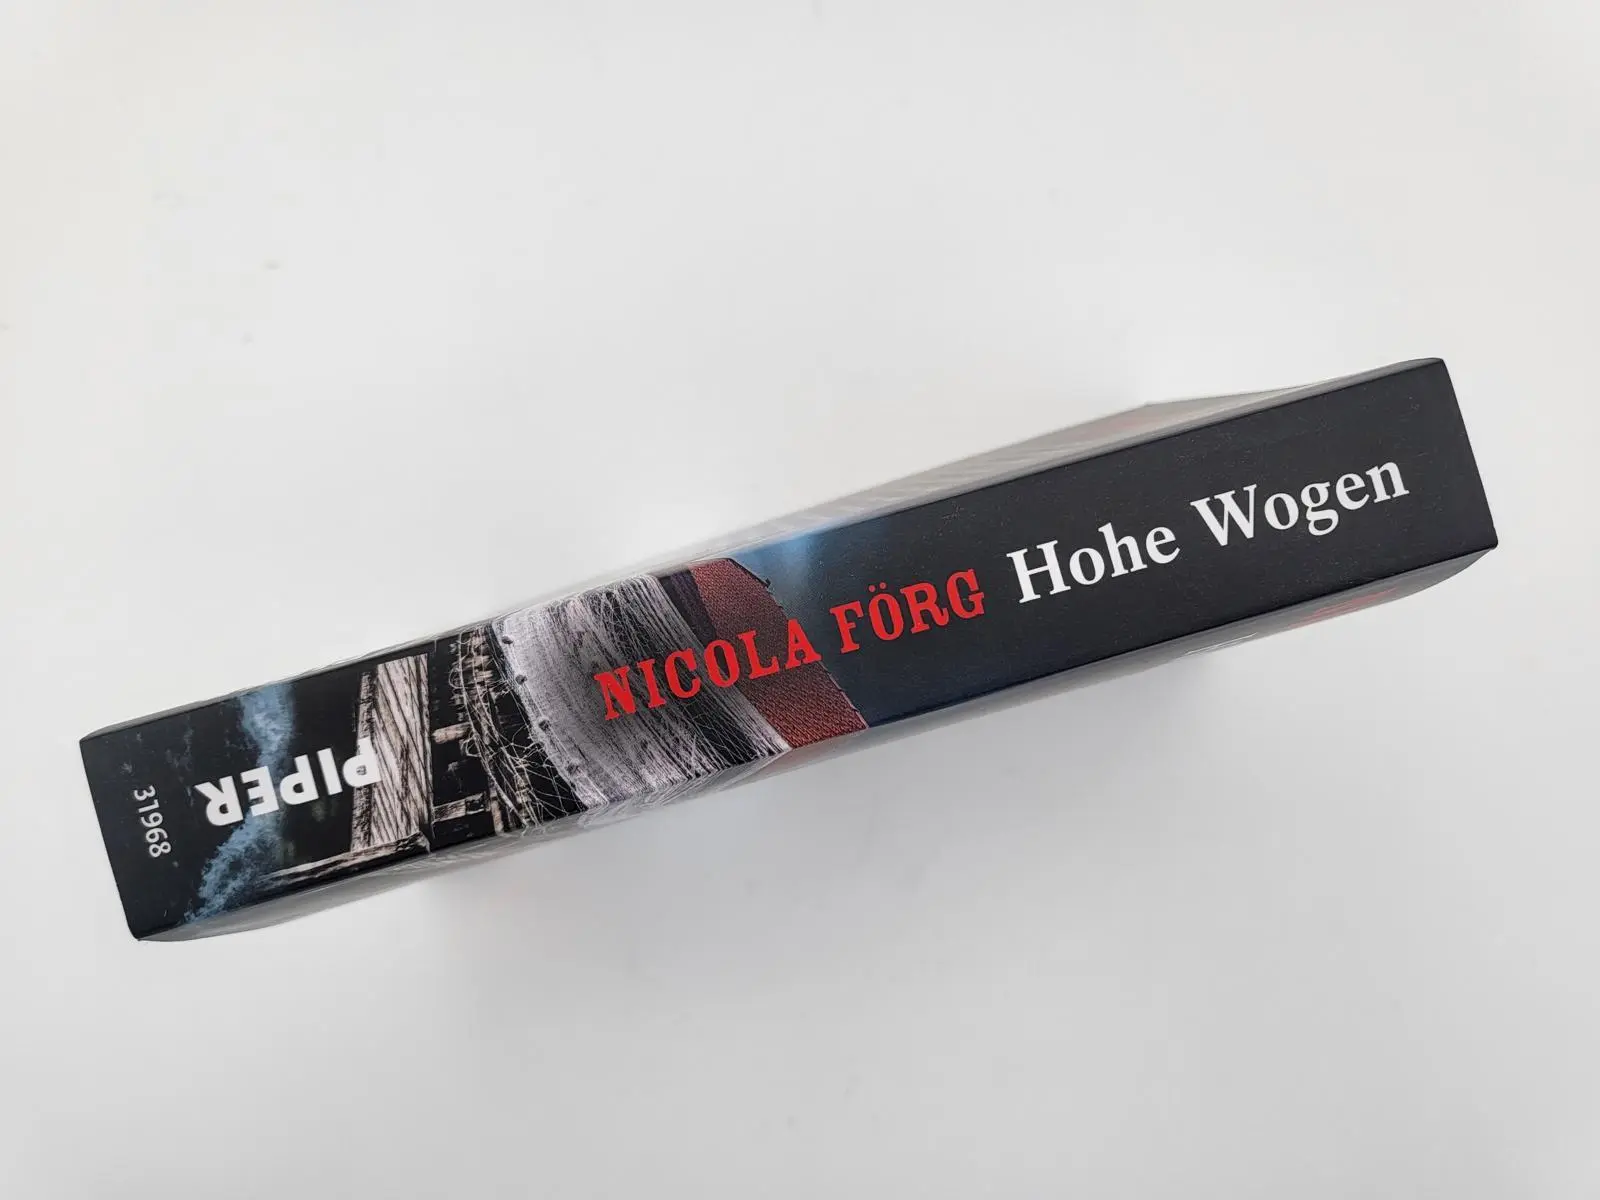 NICOLA FÖRG Hohe Wogen
PIPER
31968